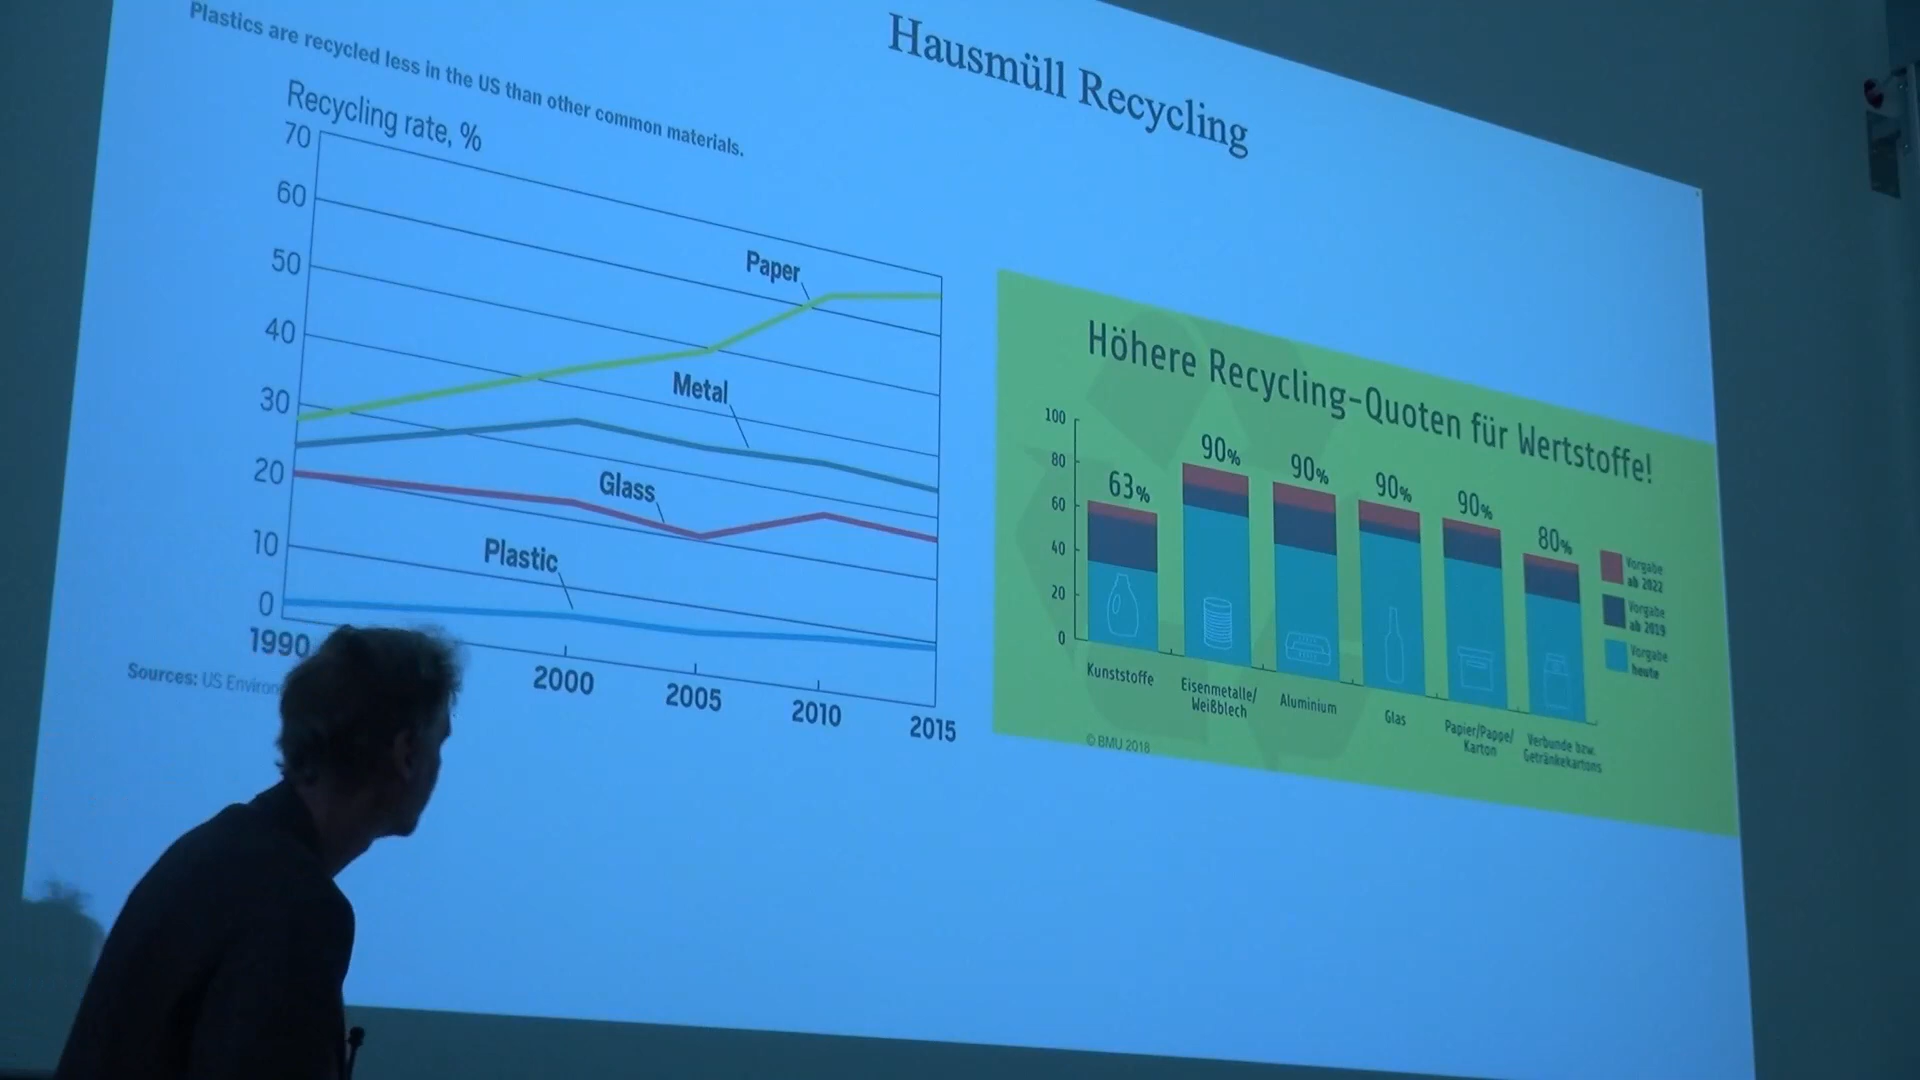 Hausmüll Recycling
Plastics are recycled less in the US than other common materials.
Recycling rate, %
70
60
50
40
30
20
10
0
Paper
Metal
Glass
Plastic
1990
2000
2005
2010
2015
Sources: US Environ
Höhere Recycling-Quoten für Wertstoffe!
100
80
60
40
20
0
63%
90%
90%
90%
90%
80%
Kunststoffe
Eisenmetalle/
Weißblech
Aluminium
Glas
Papier/Pappe/
Karton
Verbunde bzw.
Getränkekartons
Vorgabe
ab 2022
Vorgabe
ab 2019
Vorgabe
heute
© BMU 2018